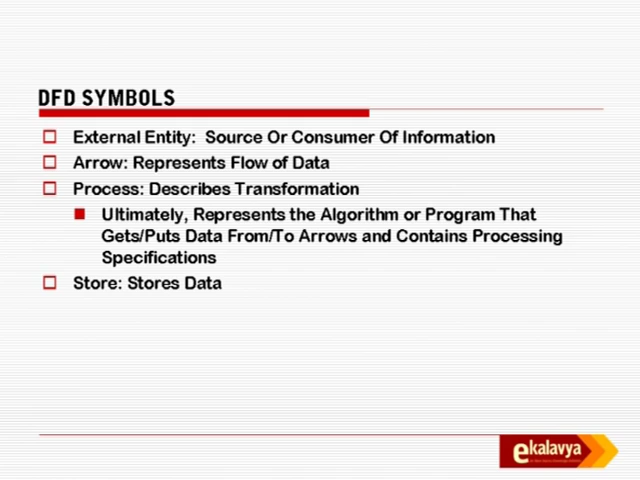 DFD SYMBOLS
External Entity: Source Or Consumer Of Information
Arrow: Represents Flow of Data
Process: Describes Transformation
Ultimately, Represents the Algorithm or Program That
Gets/Puts Data From/To Arrows and Contains Processing
Specifications
Store: Stores Data
ekalavya